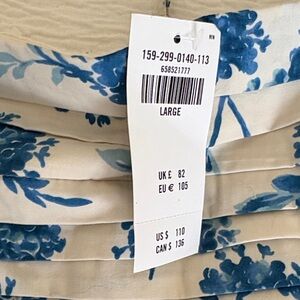 159-299-0140-113
658521777
LARGE
UK £ 82
EU € 105
US $ 110
CAN $ 136